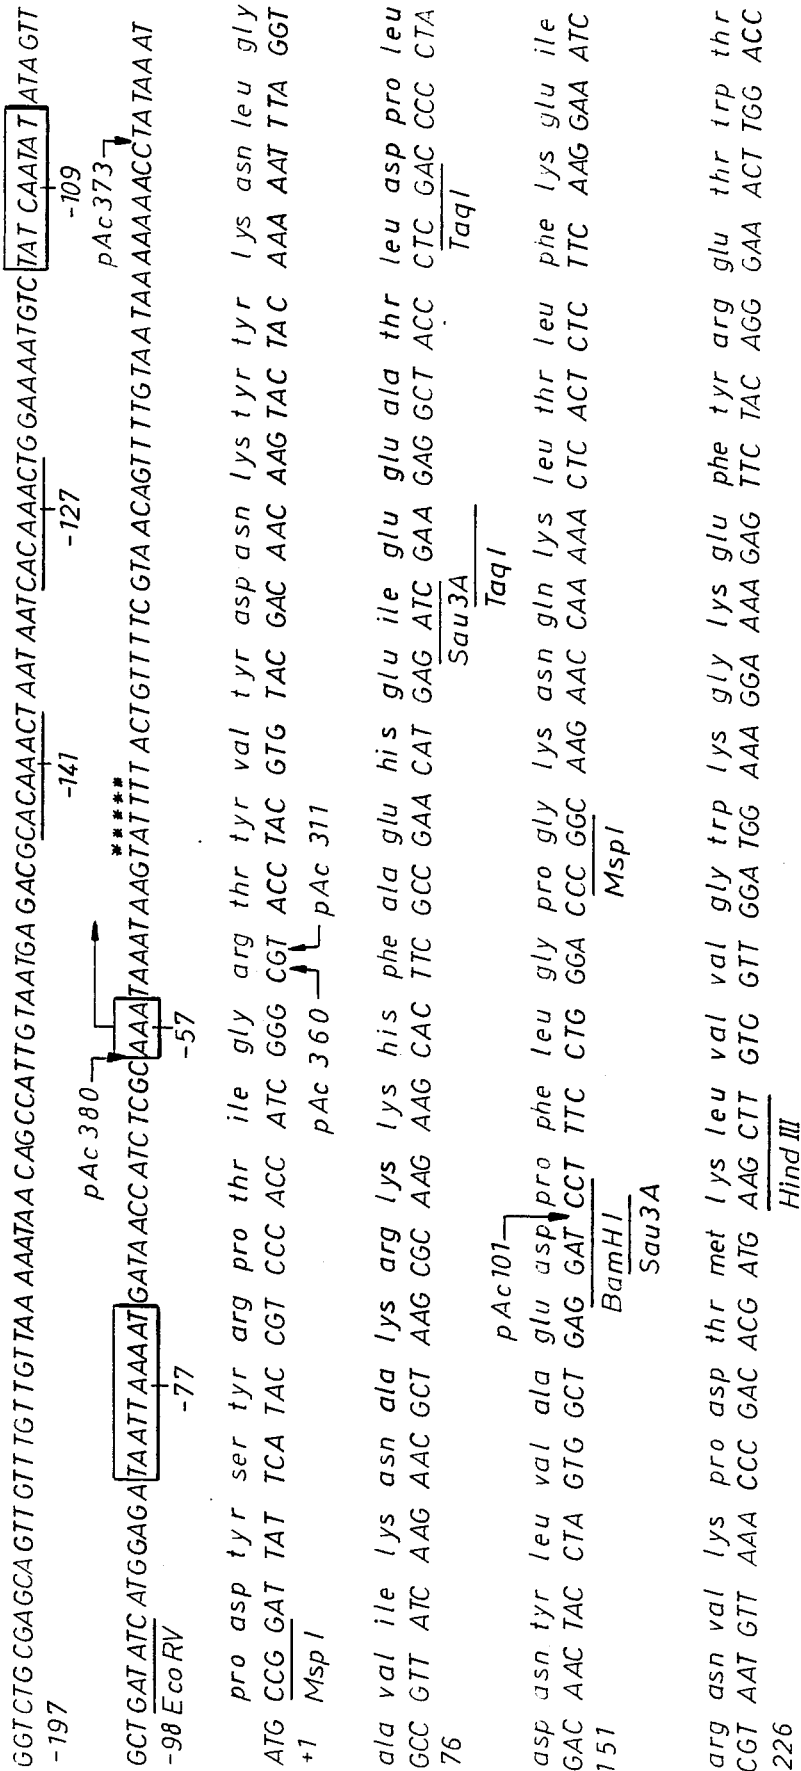 GGTCTGCGAGCAGTTGTTTGTTGTTAAAAATAACAGCCATTGTAATGAGACGCACAAACTAATAATCACAAACTGGAAAATGTCTATCAATATATAGTT
-197 -141 -127 -109
pAc380 ***** pAc373
GCTGATATCATGGAGATAATTAAAATGATAACCATCTCGCAAATAAATAAGTATTTTACTGTTTTCGTAACAGTTTTGTAATAAAAAAACCTATAAAT
-98 EcoRV -77 -57
pro asp tyr ser tyr arg pro thr ile gly arg thr tyr val tyr asp asn lys tyr tyr lys asn leu gly
ATG CCG GAT TAT TCA TAC CGT CCC ACC ATC GGG CGT ACC TAC GTG TAC GAC AAC AAG TAC TAC AAA AAT TTA GGT
+1 MspI pAc 360 pAc 311
ala val ile lys asn ala lys arg lys lys his phe ala glu his glu ile glu glu ala thr leu asp pro leu
GCC GTT ATC AAG AAC GCT AAG CGC AAG AAG CAC TTC GCC GAA CAT GAG ATC GAA GAG GCT ACC CTC GAC CCC CTA
76 Sau3A TaqI
TaqI
pAc101
asp asn tyr leu val ala glu asp pro phe leu gly pro gly lys asn gln lys leu thr leu phe lys glu ile
GAC AAC TAC CTA GTG GCT GAG GAT CCT TTC CTG GGA CCC GGC AAG AAC CAA AAA CTC ACT CTC TTC AAG GAA ATC
151 BamHI MspI
Sau3A
arg asn val lys pro asp thr met lys leu val val gly trp lys gly lys glu phe tyr arg glu thr trp thr
CGT AAT GTT AAA CCC GAC ACG ATG AAG CTT GTC GTT GGA TGG AAA GGA AAA GAG TTC TAC AGG GAA ACT TGG ACC
226 Hind III